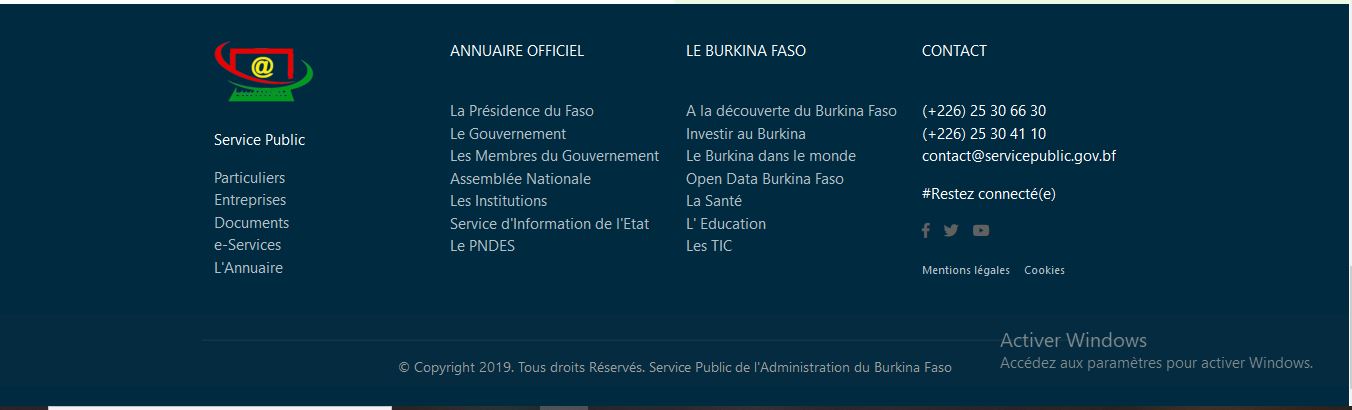 @
Service Public
Particuliers
Entreprises
Documents
e-Services
L'Annuaire
ANNUAIRE OFFICIEL
La Présidence du Faso
Le Gouvernement
Les Membres du Gouvernement
Assemblée Nationale
Les Institutions
Service d'Information de l'Etat
Le PNDES
LE BURKINA FASO
A la découverte du Burkina Faso
Investir au Burkina
Le Burkina dans le monde
Open Data Burkina Faso
La Santé
L' Education
Les TIC
CONTACT
(+226) 25 30 66 30
(+226) 25 30 41 10
contact@servicepublic.gov.bf
#Restez connecté(e)
Mentions légales Cookies
© Copyright 2019. Tous droits Réservés. Service Public de l'Administration du Burkina Faso
Activer Windows
Accédez aux paramètres pour activer Windows.